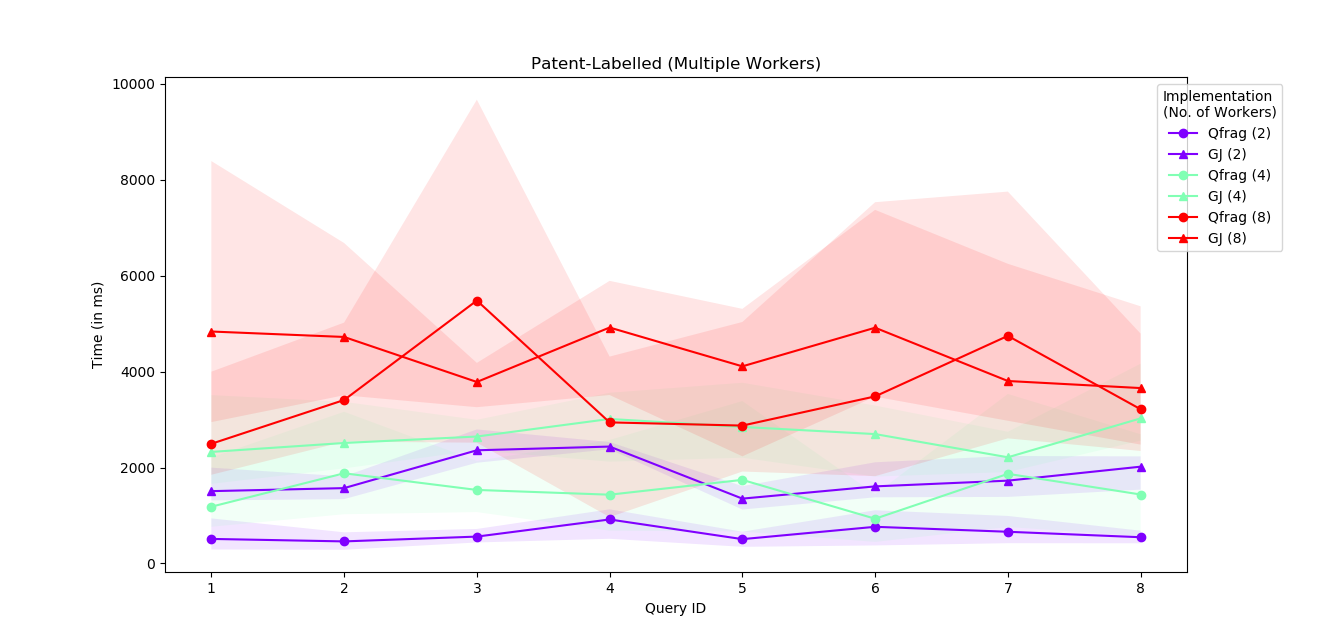 Patent-Labelled (Multiple Workers)
10000
8000
6000
4000
2000
0
Time (in ms)
1 2 3 4 5 6 7 8
Query ID
Implementation
(No. of Workers)
Qfrag (2)
GJ (2)
Qfrag (4)
GJ (4)
Qfrag (8)
GJ (8)